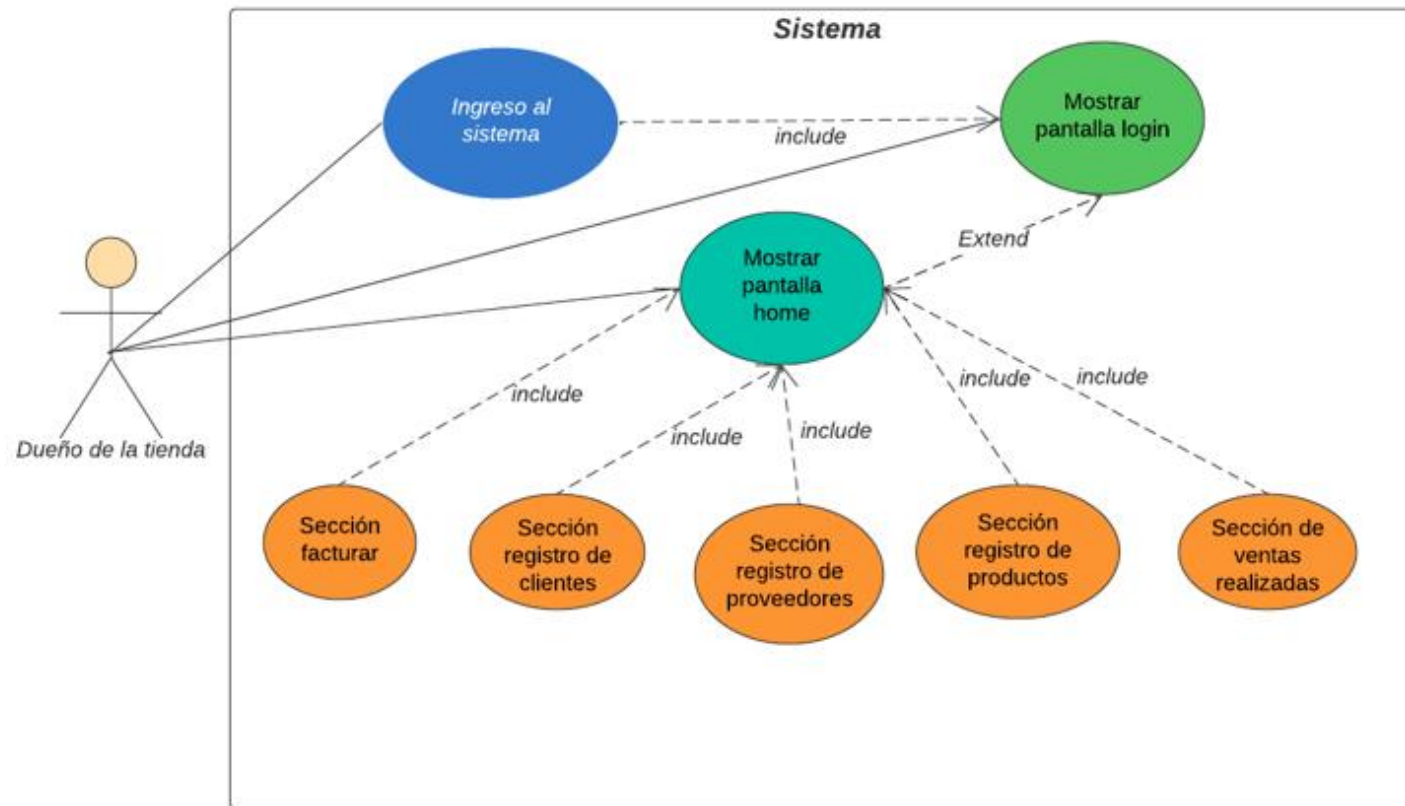 Sistema
Ingreso al
sistema
include
Mostrar
pantalla login
Extend
Mostrar
pantalla
home
Dueño de la tienda
include
include
include
include
include
Sección
facturar
Sección
registro de
clientes
Sección
registro de
proveedores
Sección
registro de
productos
Sección de
ventas
realizadas